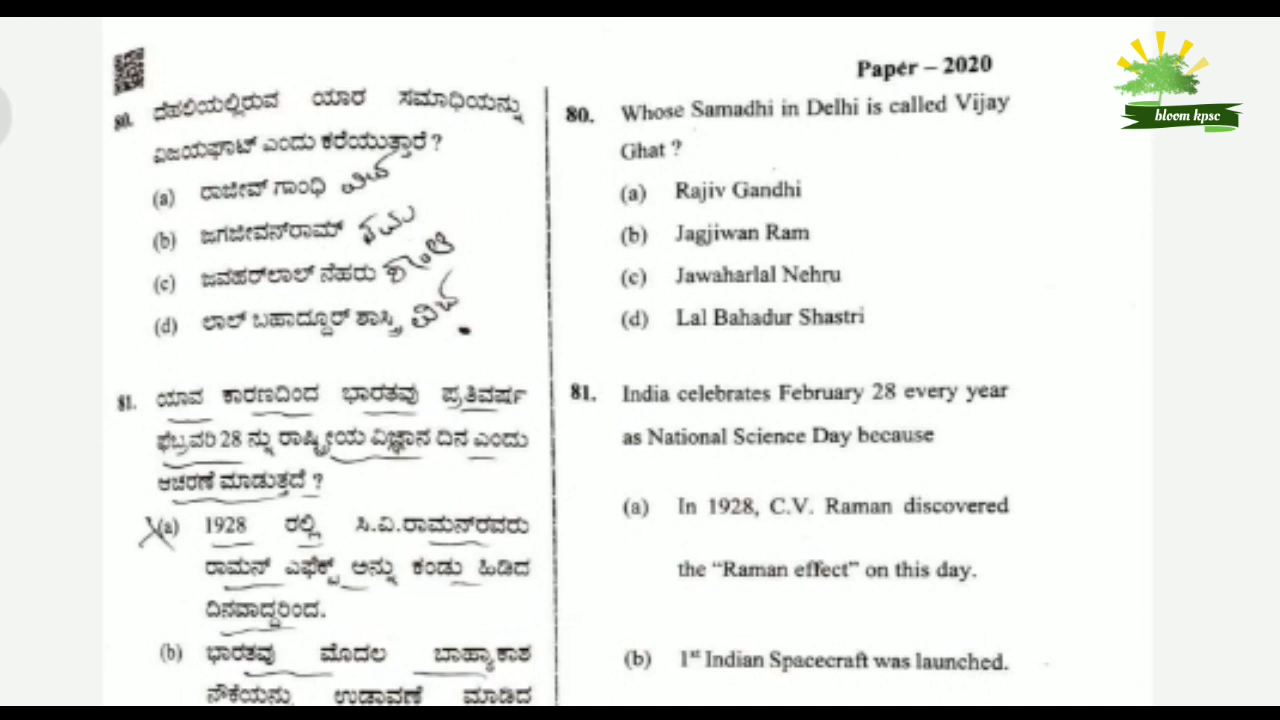 Paper – 2020
bloom kpsc
80. ದೆಹಲಿಯಲ್ಲಿರುವ ಯಾರ ಸಮಾಧಿಯನ್ನು
ವಿಜಯಘಾಟ್ ಎಂದು ಕರೆಯುತ್ತಾರೆ ?
(a) ರಾಜೀವ್ ಗಾಂಧಿ
(b) ಜಗಜೀವನ್‌ರಾಮ್
(c) ಜವಹರ್‌ಲಾಲ್ ನೆಹರು
(d) ಲಾಲ್ ಬಹಾದ್ದೂರ್ ಶಾಸ್ತ್ರಿ
81. ಯಾವ ಕಾರಣದಿಂದ ಭಾರತವು ಪ್ರತಿವರ್ಷ
ಫೆಬ್ರವರಿ 28 ನ್ನು ರಾಷ್ಟ್ರೀಯ ವಿಜ್ಞಾನ ದಿನ ಎಂದು
ಆಚರಣೆ ಮಾಡುತ್ತದೆ ?
(a) 1928 ರಲ್ಲಿ ಸಿ.ವಿ.ರಾಮನ್‌ರವರು
ರಾಮನ್ ಎಫೆಕ್ಟ್ ಅನ್ನು ಕಂಡು ಹಿಡಿದ
ದಿನವಾದ್ದರಿಂದ.
(b) ಭಾರತವು ಮೊದಲ ಬಾಹ್ಯಾಕಾಶ
ನೌಕೆಯನ್ನು ಉಡಾವಣೆ ಮಾಡಿದ
80. Whose Samadhi in Delhi is called Vijay
Ghat ?
(a) Rajiv Gandhi
(b) Jagjiwan Ram
(c) Jawaharlal Nehru
(d) Lal Bahadur Shastri
81. India celebrates February 28 every year
as National Science Day because
(a) In 1928, C.V. Raman discovered
the “Raman effect” on this day.
(b) 1st Indian Spacecraft was launched.